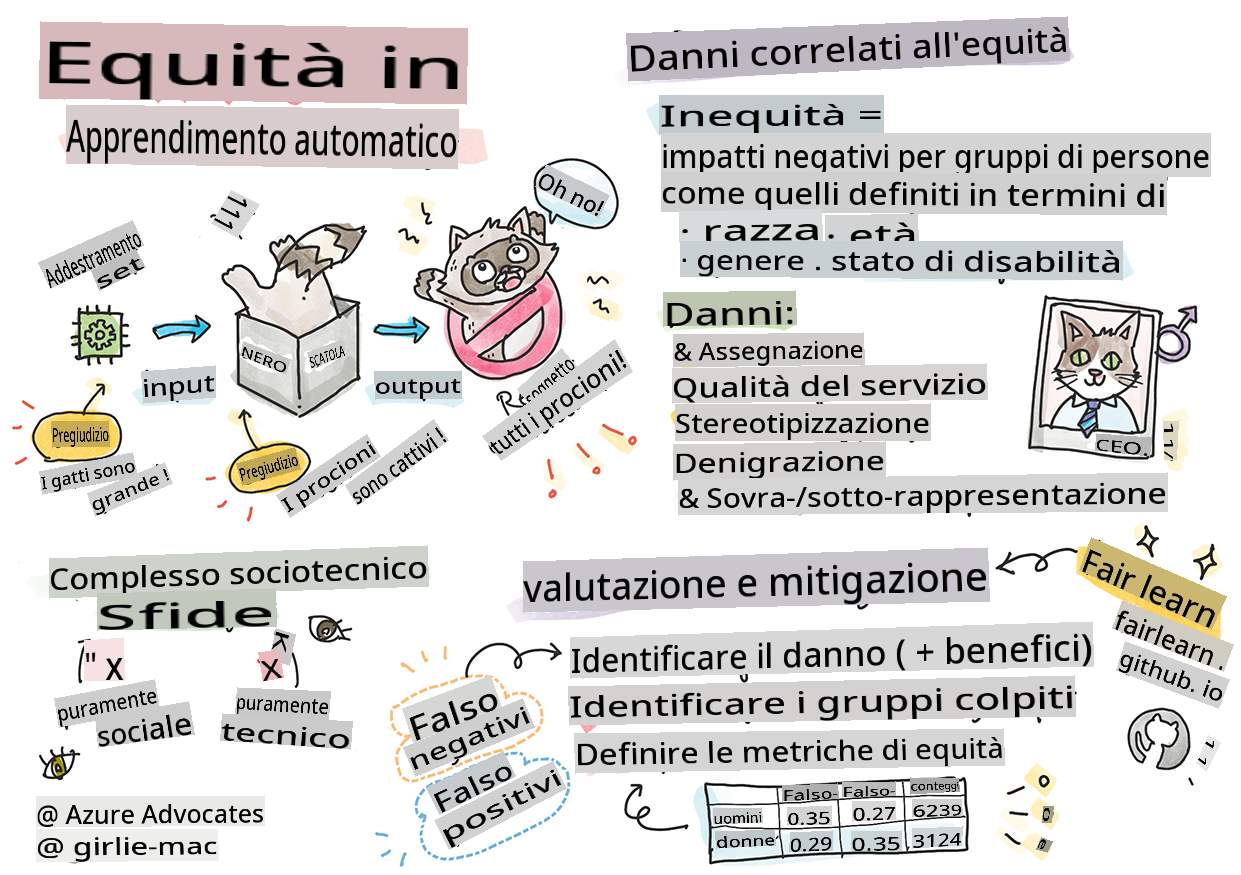 Equità in
Apprendimento automatico
Oh no!
Addestramento
set
NERO
SCATOLA
input
output
tutti i procioni!
Pregiudizio
I gatti sono
grande !
Pregiudizio
I procioni
sono cattivi !
Danni correlati all'equità
Inequità =
impatti negativi per gruppi di persone
come quelli definiti in termini di
· razza · età
· genere . stato di disabilità
Danni:
& Assegnazione
Qualità del servizio
Stereotipizzazione
Denigrazione
& Sovra-/sotto-rappresentazione
CEO.
Complesso sociotecnico
Sfide
" X
puramente
sociale
X
puramente
tecnico
@ Azure Advocates
@ girlie-mac
valutazione e mitigazione
Fair learn
fairlearn .
github. io
Identificare il danno ( + benefici)
Identificare i gruppi colpiti
Definire le metriche di equità
Falso
negativi
Falso
positivi
Falso- Falso- conteggi
uomini 0.35 0.27 6239
donne 0.29 0.35 3124